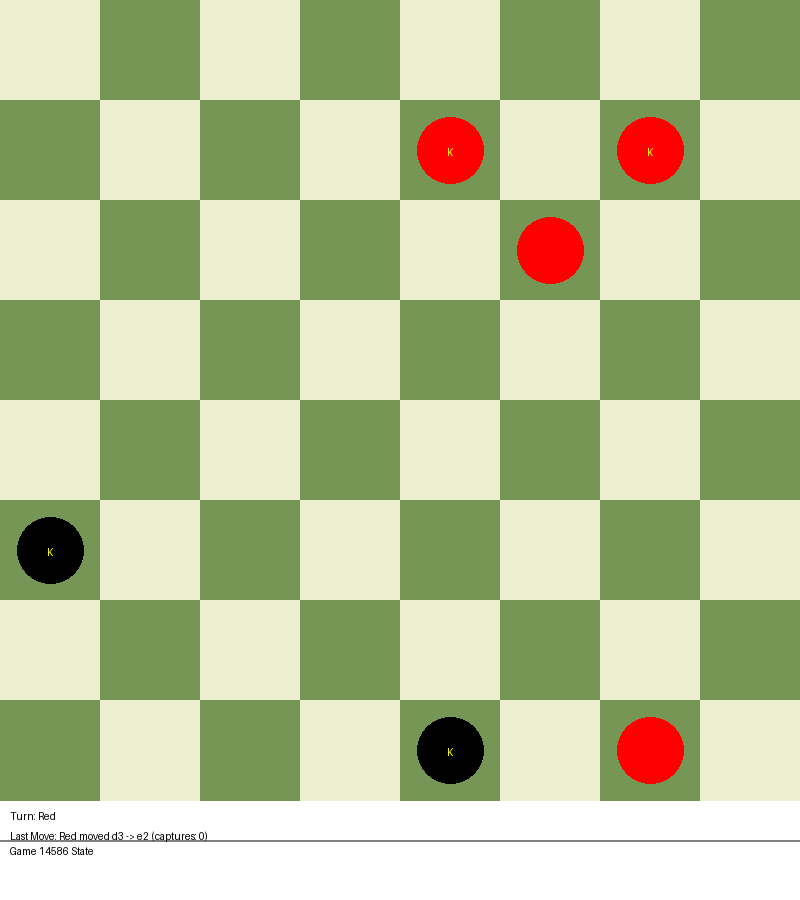 K K
K
K
Turn: Red
Last Move: Red moved d3 -> e2 (captures: 0)
Game 14586 State